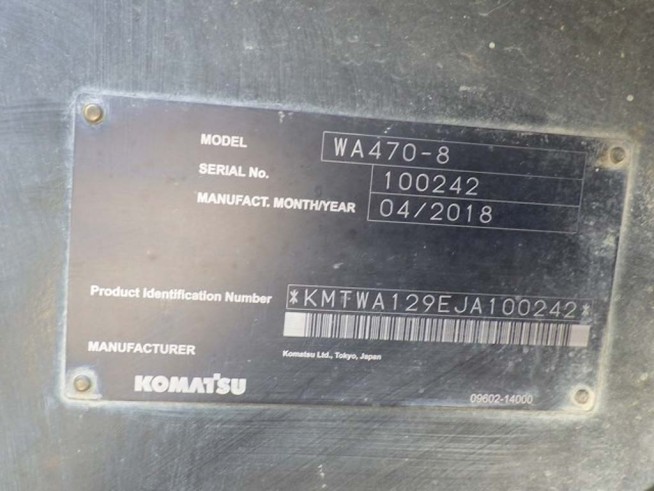 MODEL WA470-8
SERIAL No. 100242
MANUFACT. MONTH/YEAR 04/2018
Product Identification Number *KMTWA129EJA100242*
MANUFACTURER Komatsu Ltd., Tokyo, Japan
KOMATSU 09602-14000